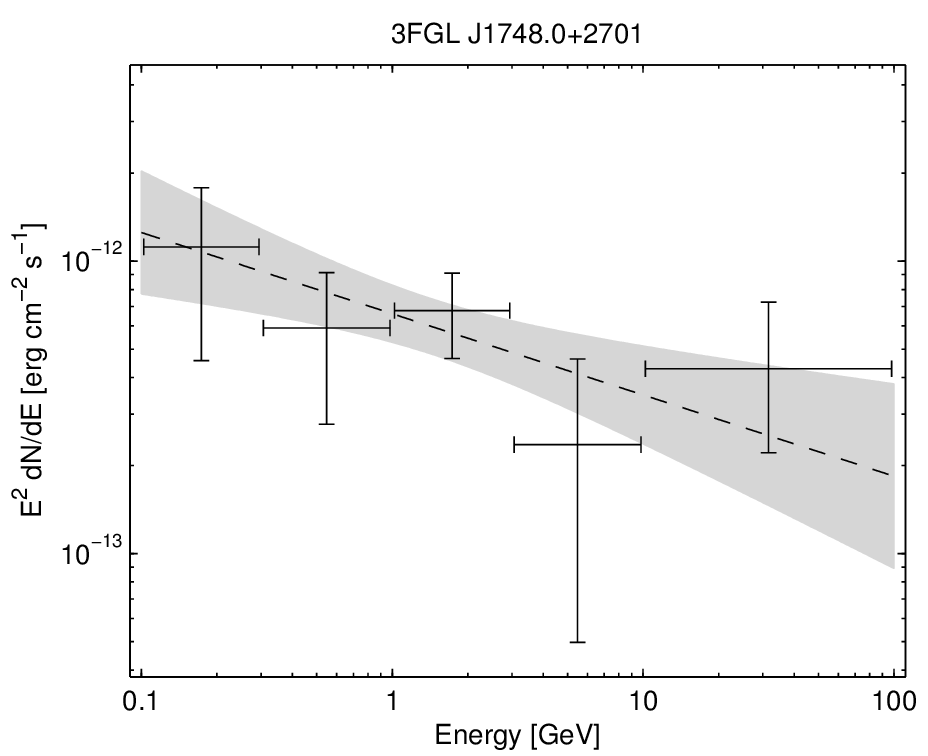 3FGL J1748.0+2701
E² dN/dE [erg cm⁻² s⁻¹]
10⁻¹²
10⁻¹³
0.1 1 10 100
Energy [GeV]